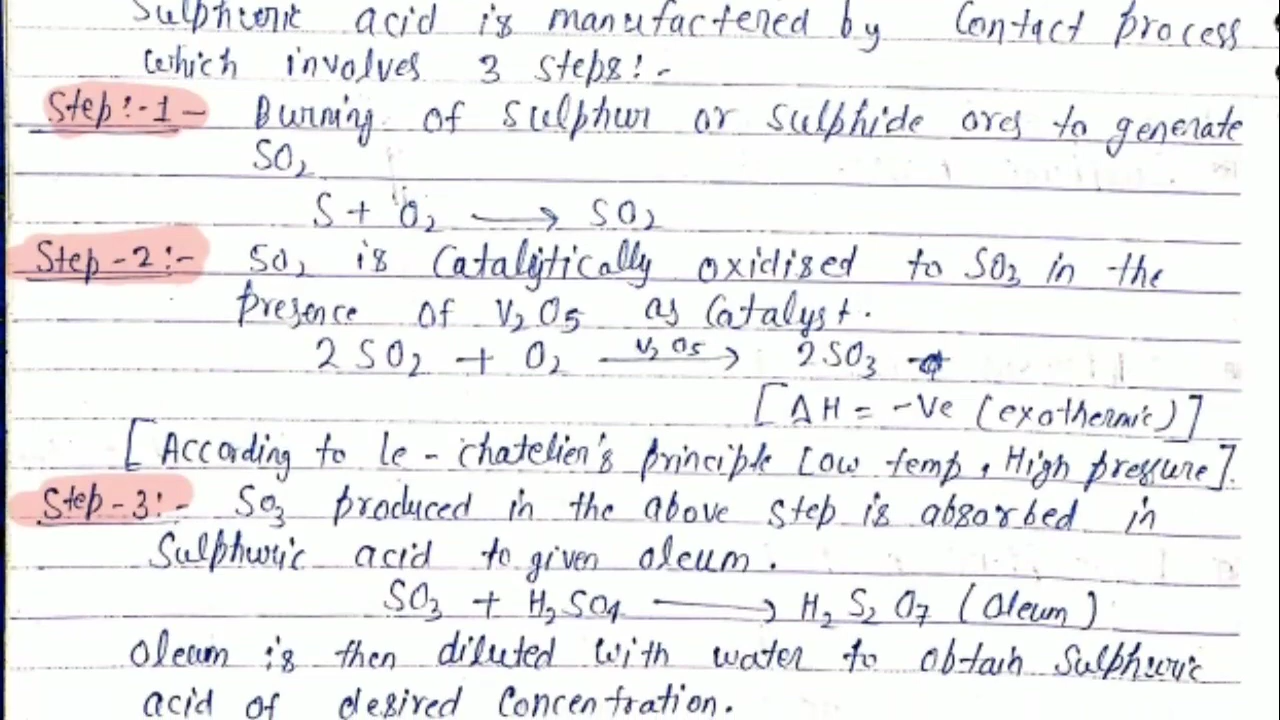 Sulphuric acid is manufactered by Contact process
which involves 3 steps:-
Step:-1- Burning of sulphur or sulphide ores to generate
SO₂
S + O₂ ⟶ SO₂
Step-2:- SO₂ is Catalytically oxidised to SO₃ in the
presence of V₂O₅ as Catalyst.
2SO₂ + O₂ —V₂O₅→ 2SO₃
[ΔH = -Ve (exothermic)]
[According to le-chatelier's principle Low temp, High pressure].
Step-3:- SO₃ produced in the above step is absorbed in
Sulphuric acid to given oleum.
SO₃ + H₂SO₄ ⟶ H₂S₂O₇ (Oleum)
Oleum is then diluted with water to obtain Sulphuric
acid of desired Concentration.